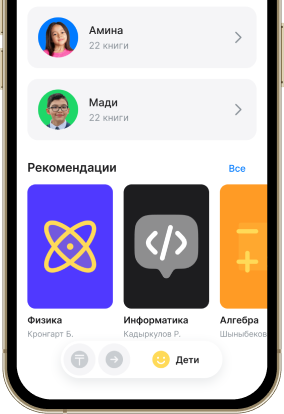 Амина
22 книги
Мади
22 книги
Рекомендации
Все
</>
Физика
Информатика
Алгебра
Кронгарт Б.
Кадыркулов Р.
Шыныбеков
₸
Дети